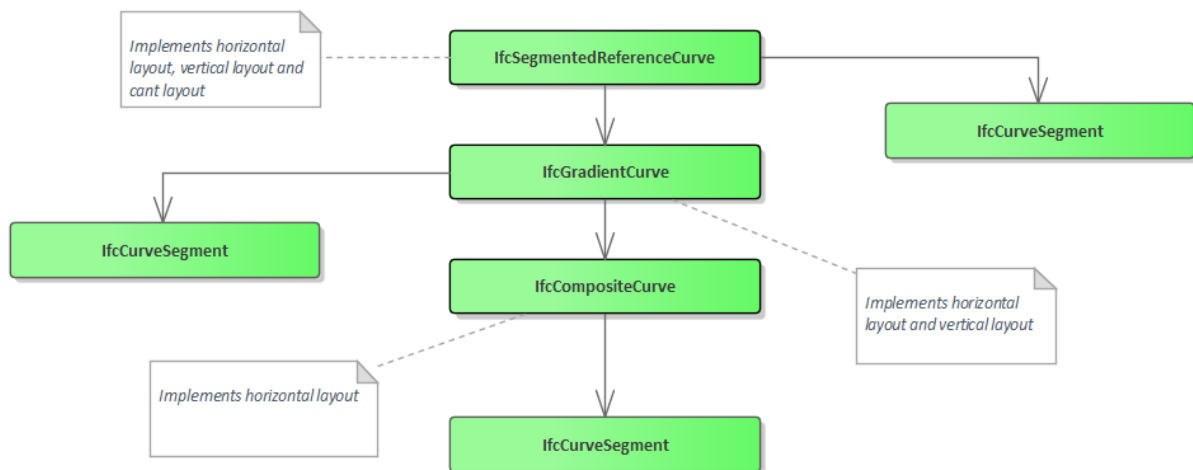 Implements horizontal
layout, vertical layout and
cant layout
IfcSegmentedReferenceCurve
IfcCurveSegment
IfcGradientCurve
IfcCurveSegment
IfcCompositeCurve
Implements horizontal
layout and vertical layout
Implements horizontal layout
IfcCurveSegment